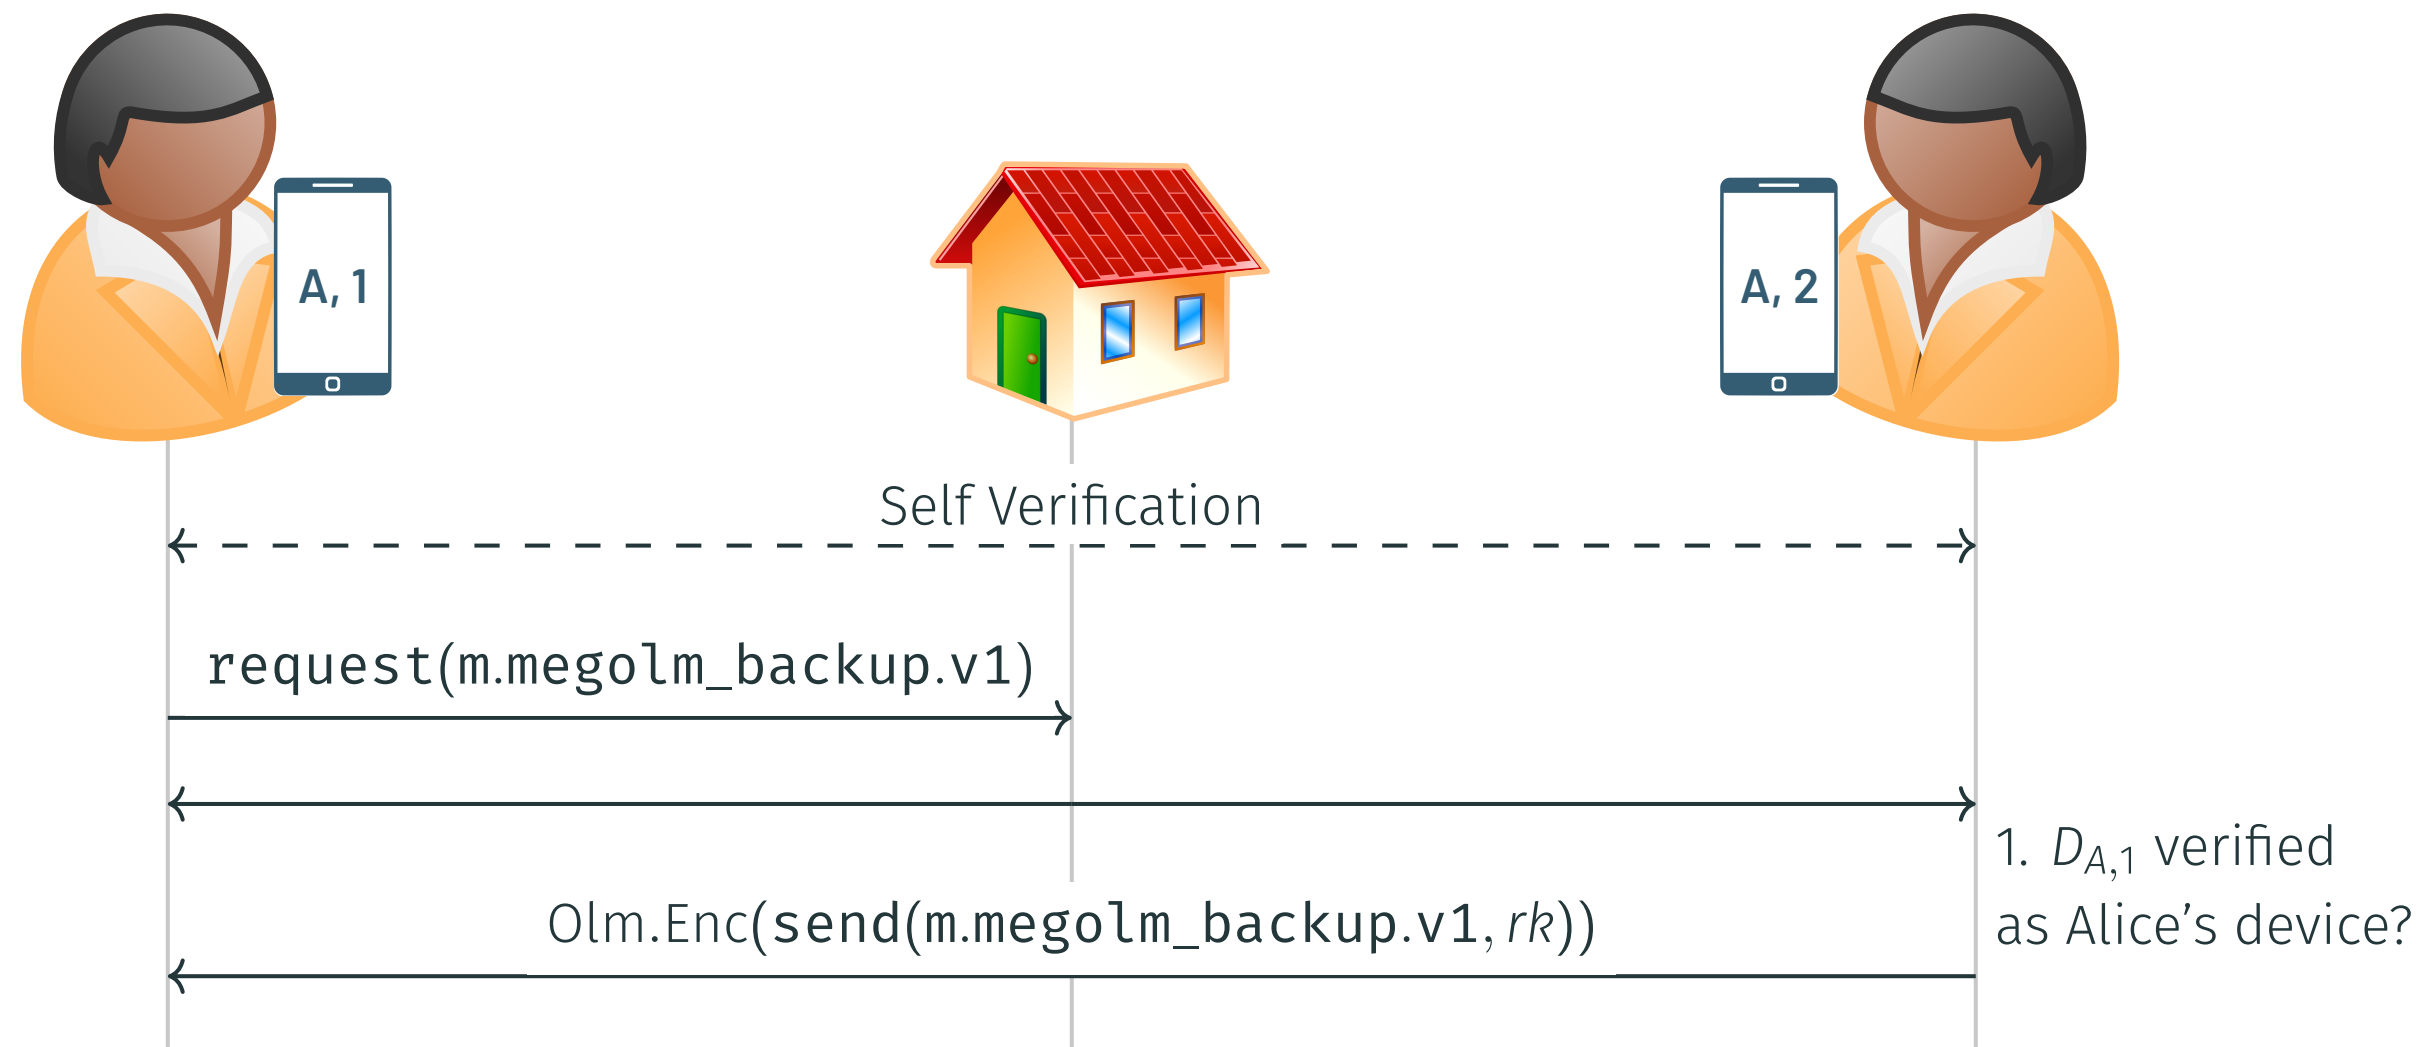 A, 1
A, 2
Self Verification
request(m.megolm_backup.v1)
1. D_{A,1} verified
as Alice’s device?
Olm.Enc(send(m.megolm_backup.v1, rk))